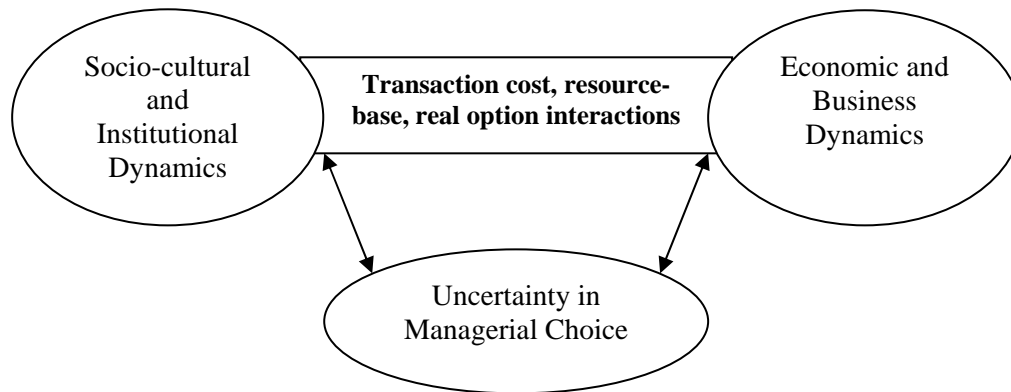 Socio-cultural
and
Institutional
Dynamics
Transaction cost, resource-
base, real option interactions
Economic and
Business
Dynamics
Uncertainty in
Managerial Choice